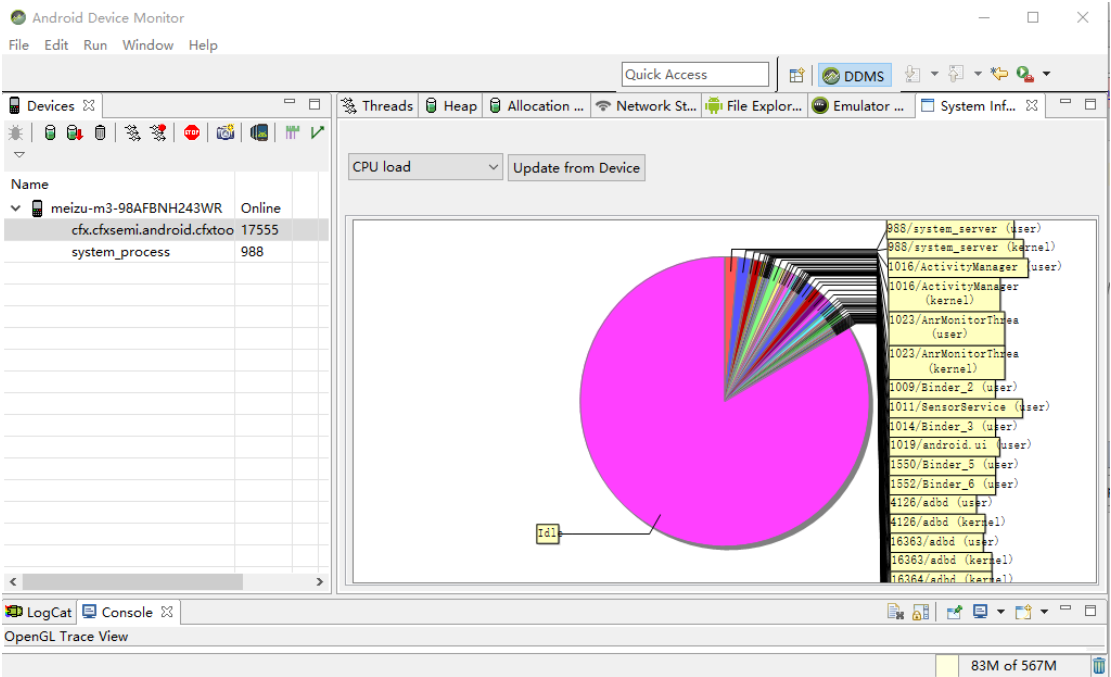 Android Device Monitor
File Edit Run Window Help
Quick Access
DDMS
Devices
Threads Heap Allocation ... Network St... File Explor... Emulator ... System Inf...
CPU load
Update from Device
Name
meizu-m3-98AFBNH243WR Online
cfx.cfxsemi.android.cfxtoo 17555
system_process 988
988/system_server (user)
988/system_server (kernel)
1016/ActivityManager (user)
1016/ActivityManager
(kernel)
1023/AnrMonitorThrea
(user)
1023/AnrMonitorThrea
(kernel)
1009/Binder_2 (user)
1011/SensorService (user)
1014/Binder_3 (user)
1019/android.ui (user)
1550/Binder_5 (user)
1552/Binder_6 (user)
4126/adbd (user)
4126/adbd (kernel)
16363/adbd (user)
16363/adbd (kernel)
16364/adbd (kernel)
Idle
LogCat Console
OpenGL Trace View
83M of 567M